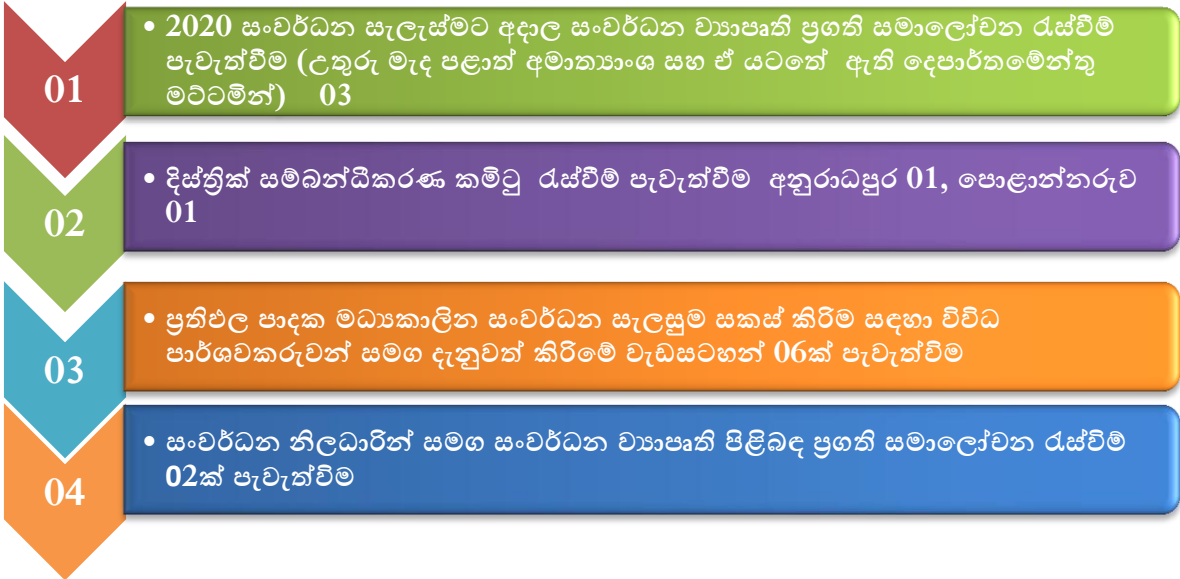 01
• 2020 සංවර්ධන සැලැස්මට අදාල සංවර්ධන ව්‍යාපෘති ප්‍රගති සමාලෝචන රැස්වීම්
පැවැත්වීම (උතුරු මැද පළාත් අමාත්‍යාංශ සහ ඒ යටතේ ඇති දෙපාර්තමේන්තු
මට්ටමින්) 03
02
• දිස්ත්‍රික් සම්බන්ධීකරණ කමිටු රැස්වීම් පැවැත්වීම අනුරාධපුර 01, පොළොන්නරුව
01
03
• ප්‍රතිඵල පාදක මධ්‍යකාලින සංවර්ධන සැලසුම සකස් කිරිම සඳහා විවිධ
පාර්ශවකරුවන් සමග දැනුවත් කිරිමේ වැඩසටහන් 06ක් පැවැත්විම
04
• සංවර්ධන නිලධාරින් සමග සංවර්ධන ව්‍යාපෘති පිළිබඳ ප්‍රගති සමාලෝචන රැස්විම්
02ක් පැවැත්විම